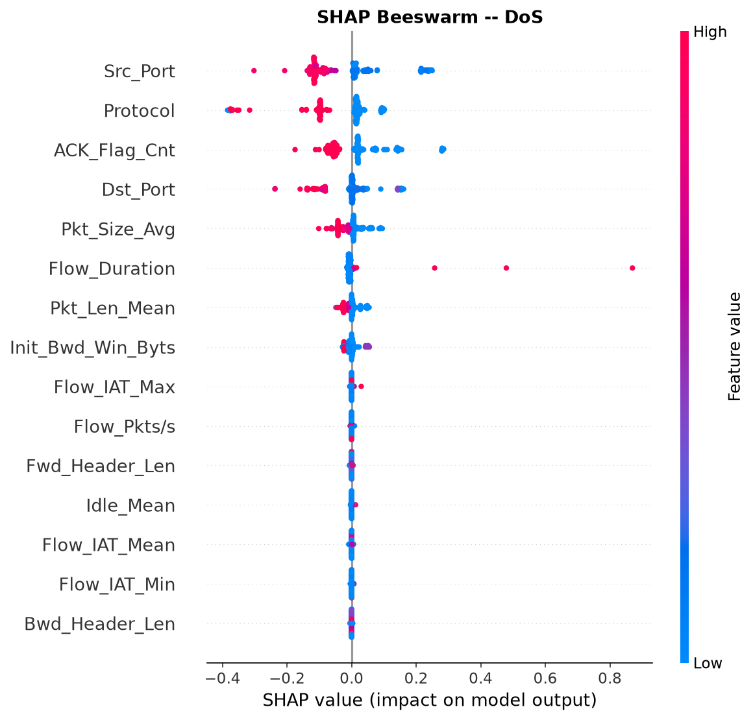 SHAP Beeswarm -- DoS
High
Src_Port
Protocol
ACK_Flag_Cnt
Dst_Port
Pkt_Size_Avg
Flow_Duration
Pkt_Len_Mean
Init_Bwd_Win_Byts
Flow_IAT_Max
Flow_Pkts/s
Fwd_Header_Len
Idle_Mean
Flow_IAT_Mean
Flow_IAT_Min
Bwd_Header_Len
Feature value
Low
−0.4 −0.2 0.0 0.2 0.4 0.6 0.8
SHAP value (impact on model output)